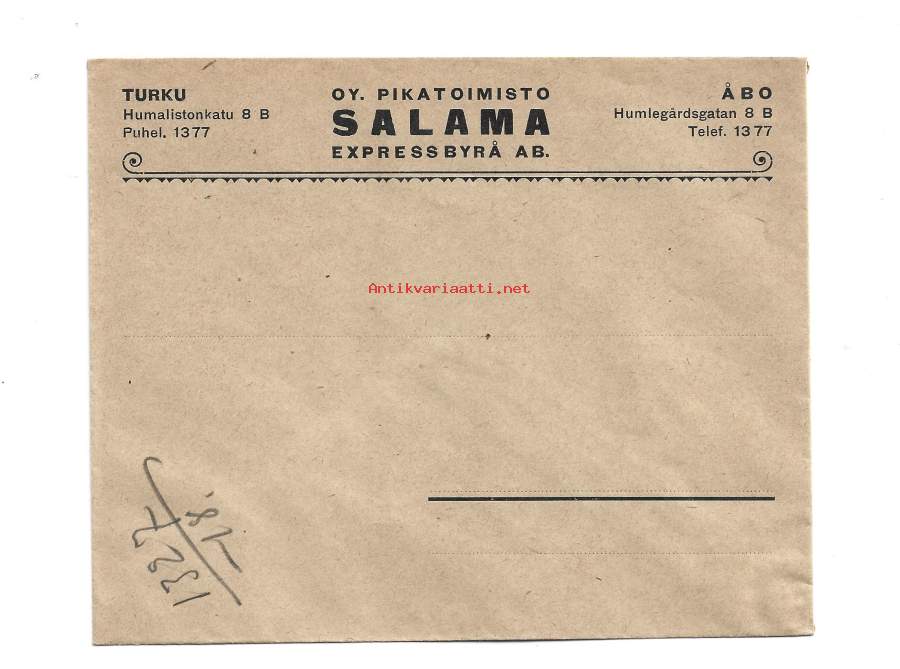 TURKU
Humalistonkatu 8 B
Puhel. 1377
OY. PIKATOIMISTO
SALAMA
EXPRESSBYRÅ AB.
ÅBO
Humlegårdsgatan 8 B
Telef. 1377
Antikvariaatti.net